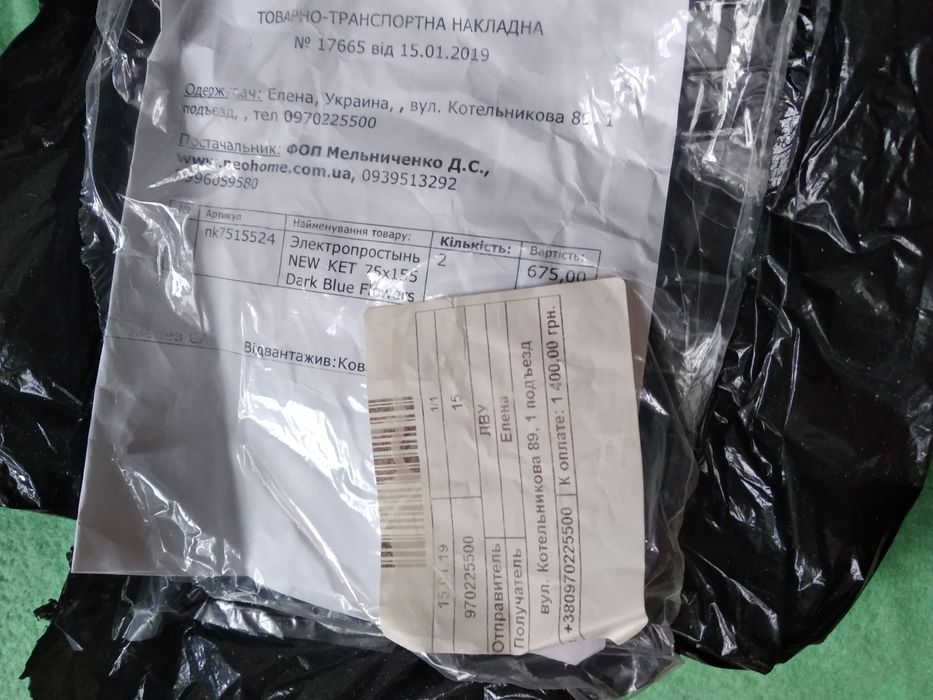 ТОВАРНО-ТРАНСПОРТНА НАКЛАДНА
№ 17665 від 15.01.2019
Одержувач: Елена, Украина, , вул. Котельникова 89, 1
подъезд, , тел 0970225500
Постачальник: ФОП Мельниченко Д.С.,
www.neohome.com.ua, 0939513292
0996059580
Артикул Найменування товару: Кількість: Вартість:
nk7515524 Электропростынь 2 675,00
NEW KET 75x155
Dark Blue Flowers
Відвантажив:Ков
1/1
15.01.19 15
970225500 ЛВУ
Отправитель
Получатель Елена
вул. Котельникова 89, 1 подъезд
+380970225500 К оплате: 1 400,00 грн.